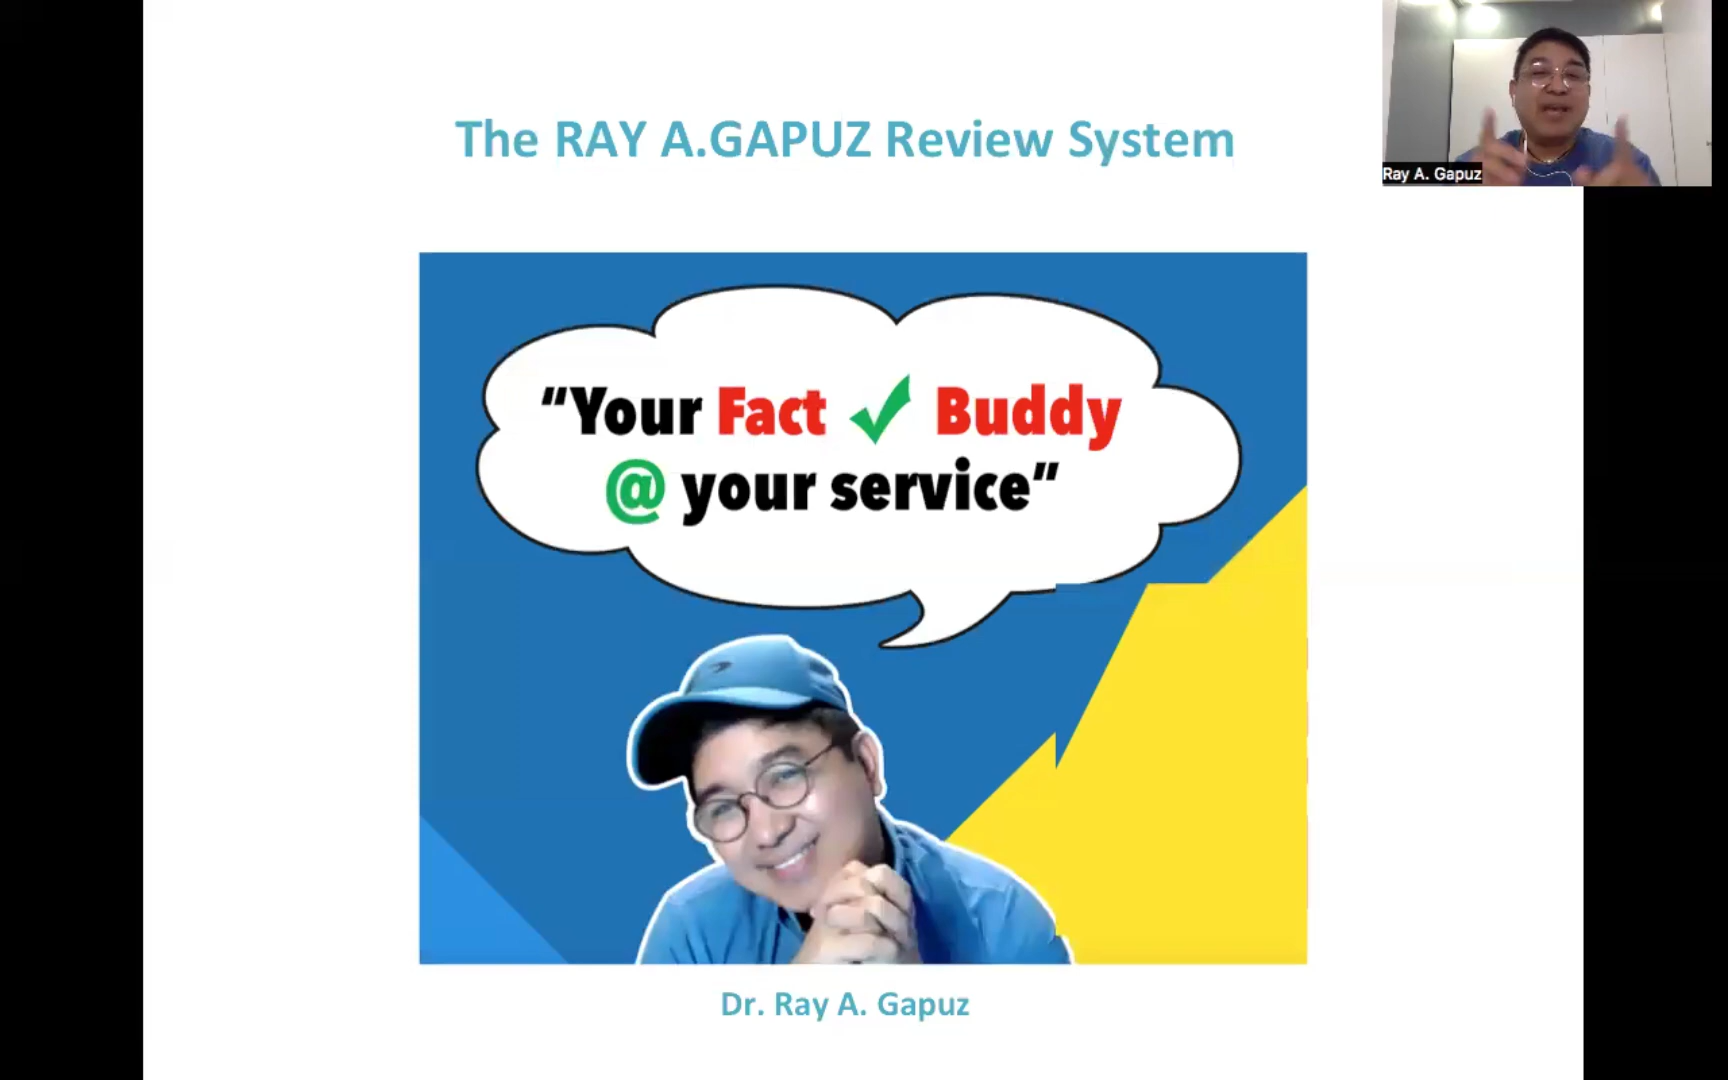 The RAY A.GAPUZ Review System
Ray A. Gapuz
“Your Fact ✓ Buddy
@ your service”
Dr. Ray A. Gapuz